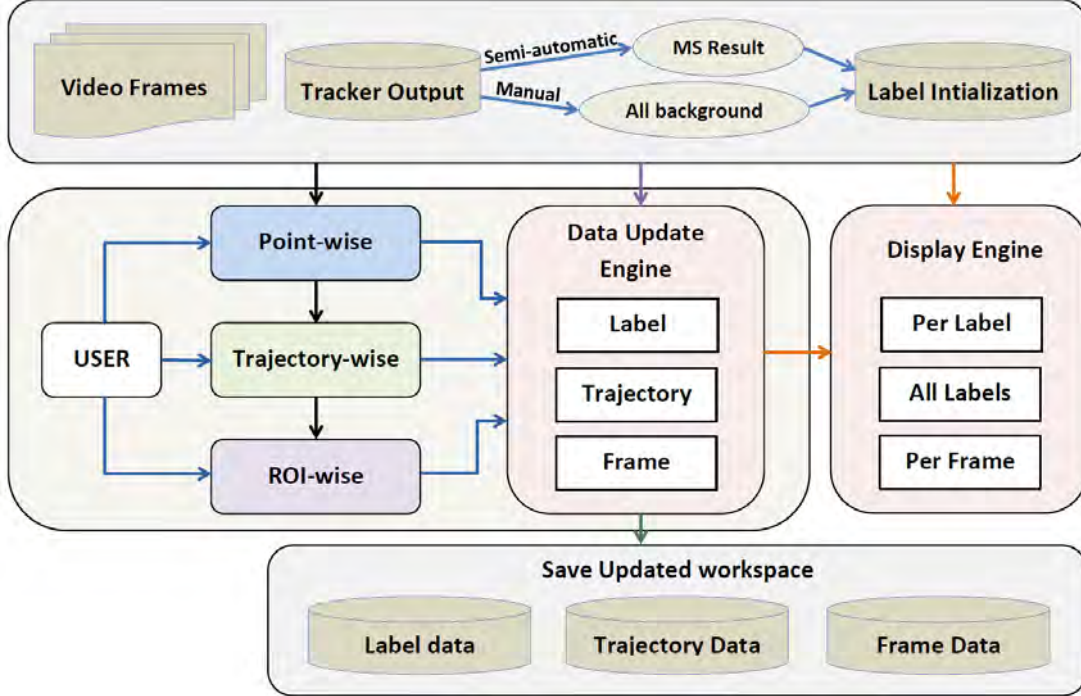 Video Frames
Tracker Output
Semi-automatic
Manual
MS Result
All background
Label Intialization
Point-wise
USER
Trajectory-wise
ROI-wise
Data Update
Engine
Label
Trajectory
Frame
Display Engine
Per Label
All Labels
Per Frame
Save Updated workspace
Label data
Trajectory Data
Frame Data